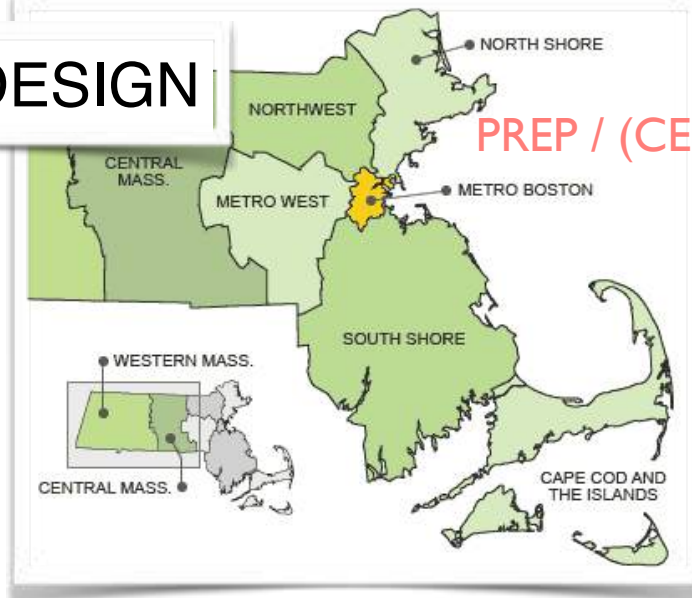 DESIGN
NORTH SHORE
NORTHWEST
PREP / (CE
CENTRAL
MASS.
METRO WEST
METRO BOSTON
SOUTH SHORE
WESTERN MASS.
CENTRAL MASS.
CAPE COD AND
THE ISLANDS